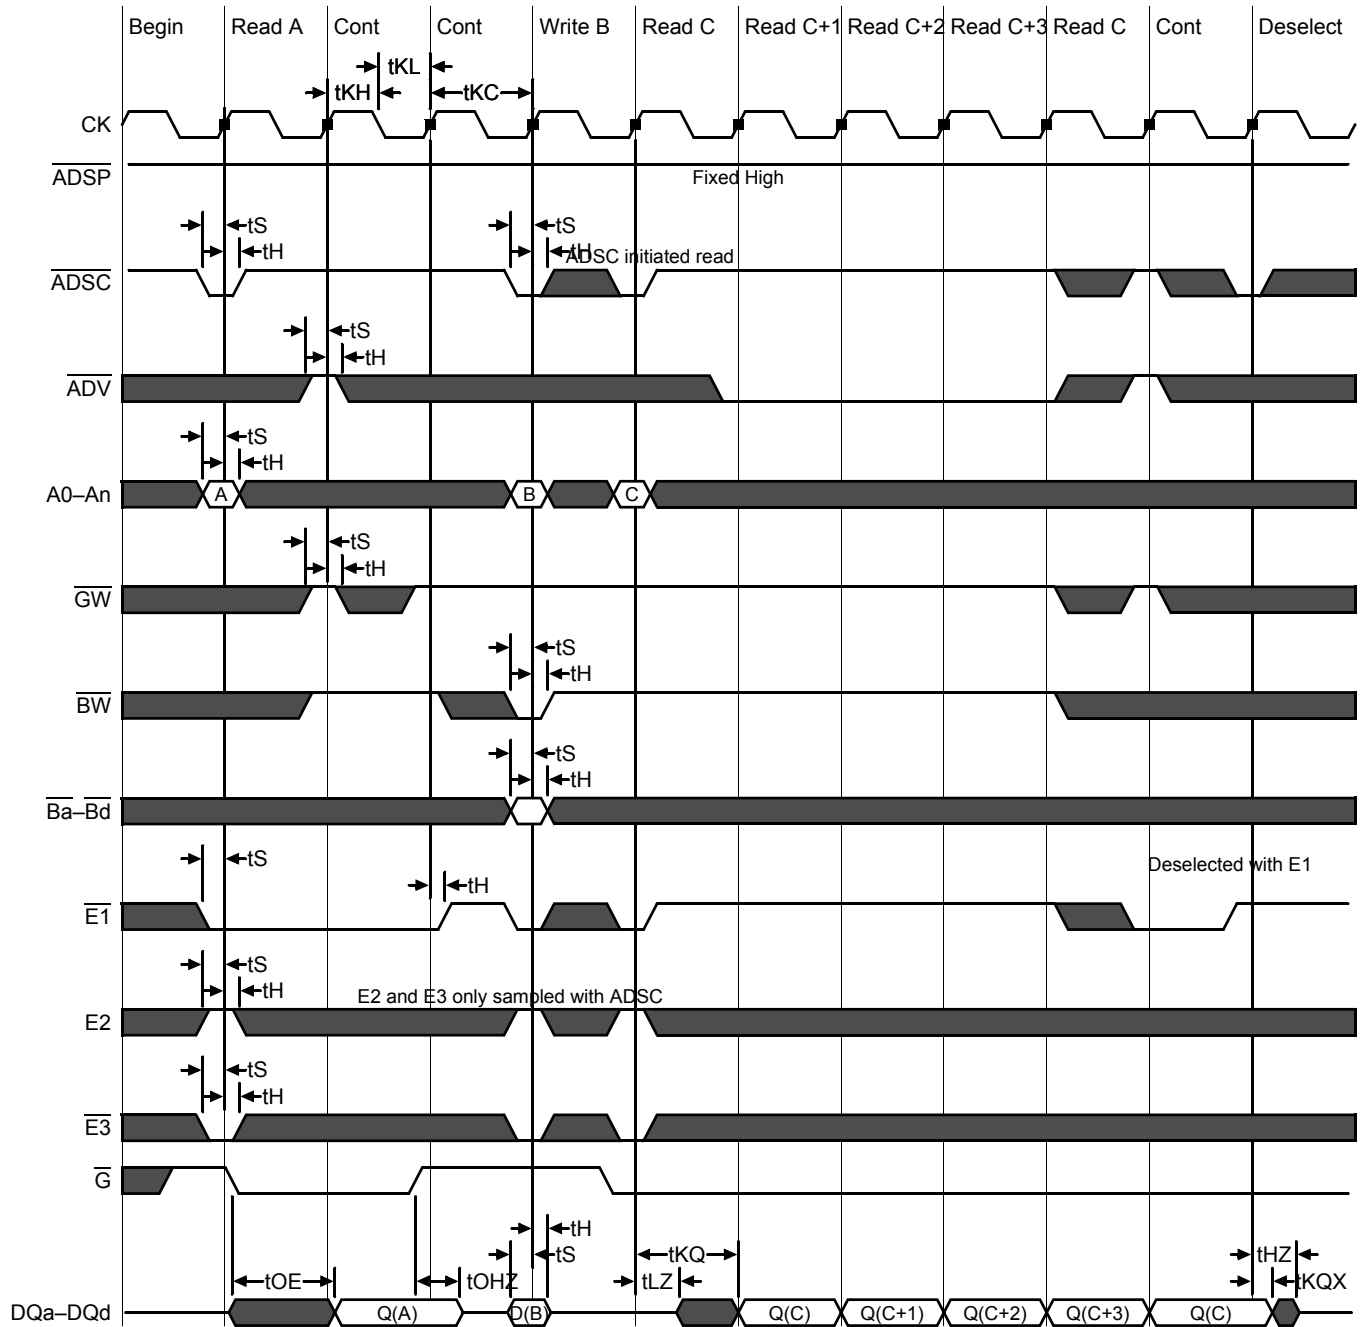 Begin Read A Cont Cont Write B Read C Read C+1 Read C+2 Read C+3 Read C Cont Deselect
tKL
tKH tKC
CK
ADSP
Fixed High
tS tS
tH tH
ADSC initiated read
ADSC
tS
tH
ADV
tS
tH
A0–An A B C
tS
tH
GW
tS
tH
BW
tS
tH
Ba–Bd
tS
Deselected with E1
tH
E1
tS
tH
E2 and E3 only sampled with ADSC
E2
tS
tH
E3
G
tH
tS tKQ tHZ
tOE tOHZ tLZ tKQX
DQa–DQd Q(A) D(B) Q(C) Q(C+1) Q(C+2) Q(C+3) Q(C)